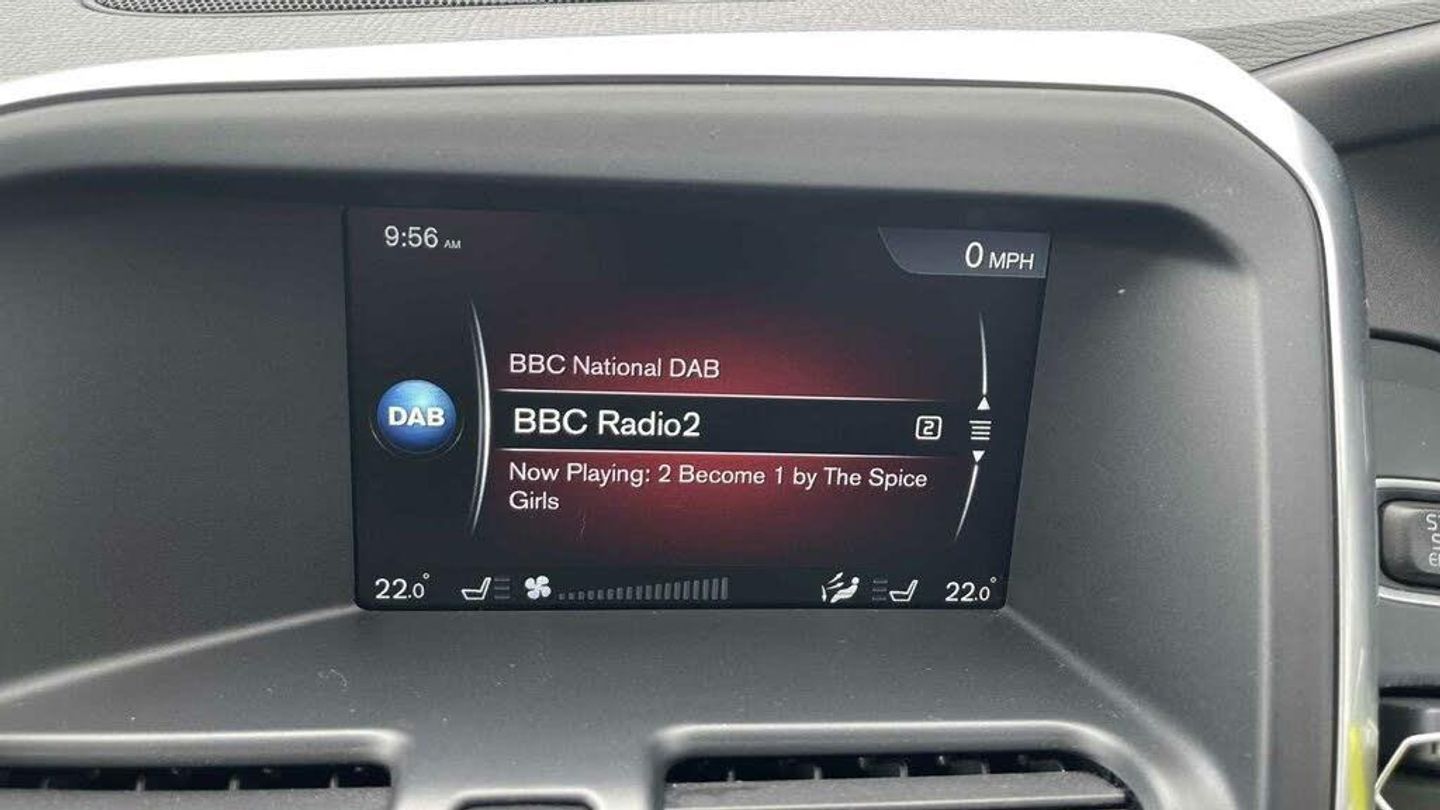 9:56 AM
0 MPH
BBC National DAB
DAB
BBC Radio2
2
Now Playing: 2 Become 1 by The Spice
Girls
22.0°
22.0°